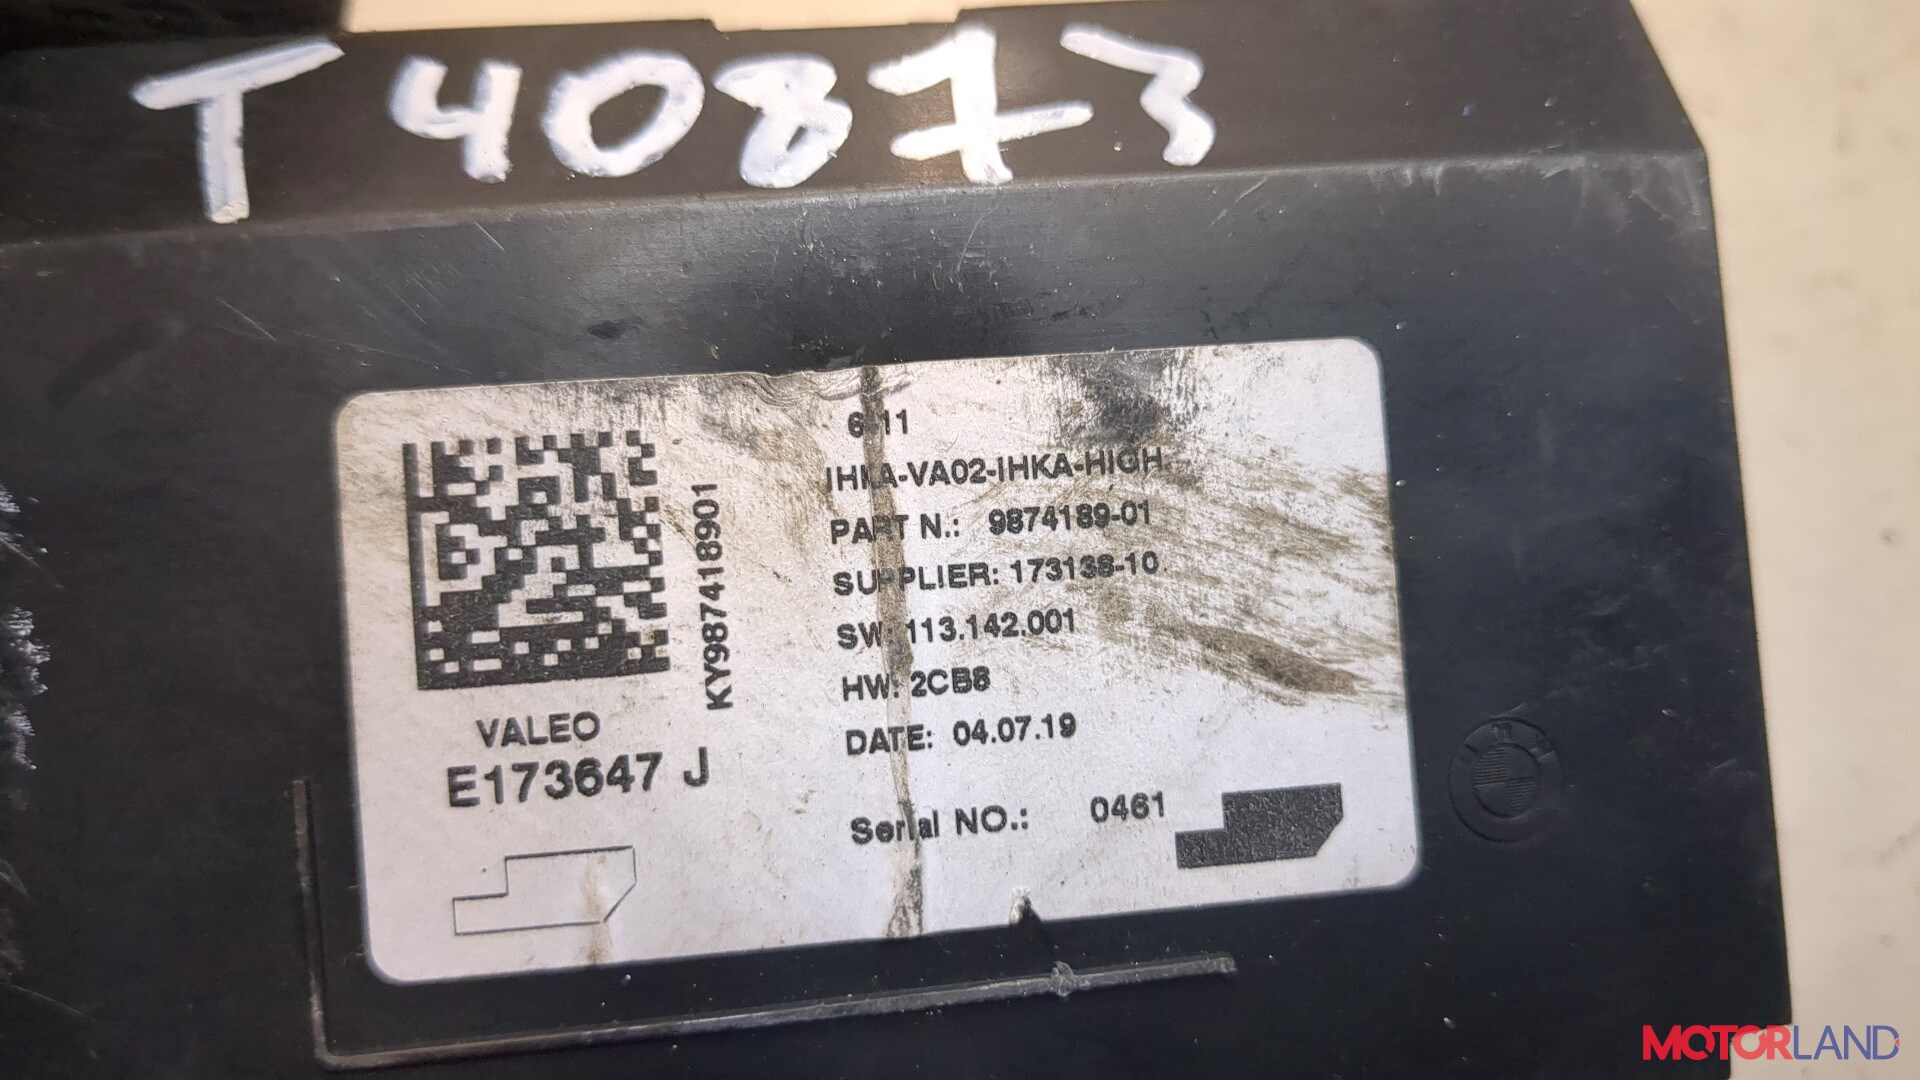 T 40873
6 11
IHKA-VA02-IHKA-HIGH
PART N.: 9874189-01
SUPPLIER: 173138-10
SW: 113.142.001
HW: 2CB8
DATE: 04.07.19
Serial NO.: 0461
KY987418901
VALEO
E173647 J
BMW
MOTORLAND